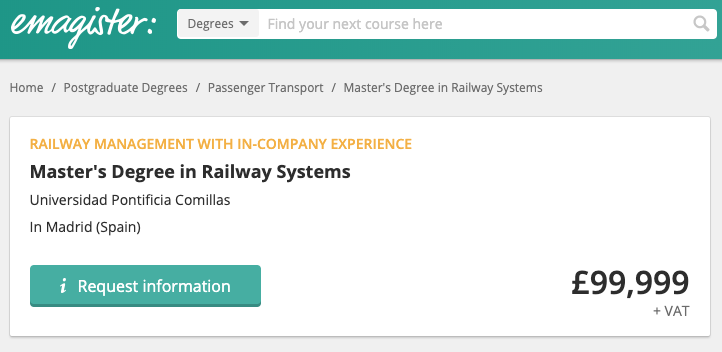 emagister:
Degrees
Find your next course here
Home / Postgraduate Degrees / Passenger Transport / Master's Degree in Railway Systems
RAILWAY MANAGEMENT WITH IN-COMPANY EXPERIENCE
Master's Degree in Railway Systems
Universidad Pontificia Comillas
In Madrid (Spain)
i Request information
£99,999
+ VAT